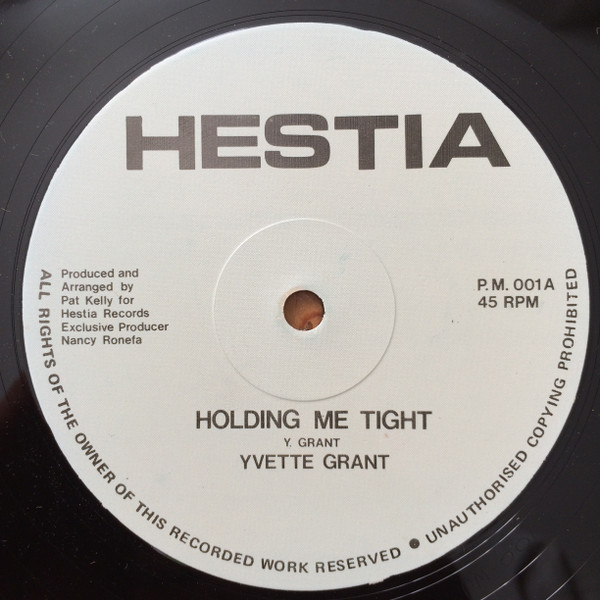 HESTIA
Produced and
Arranged by
Pat Kelly for
Hestia Records
Exclusive Producer
Nancy Ronefa
P.M. 001A
45 RPM
HOLDING ME TIGHT
Y. GRANT
YVETTE GRANT
ALL RIGHTS OF THE OWNER OF THIS RECORDED WORK RESERVED ● UNAUTHORISED COPYING PROHIBITED